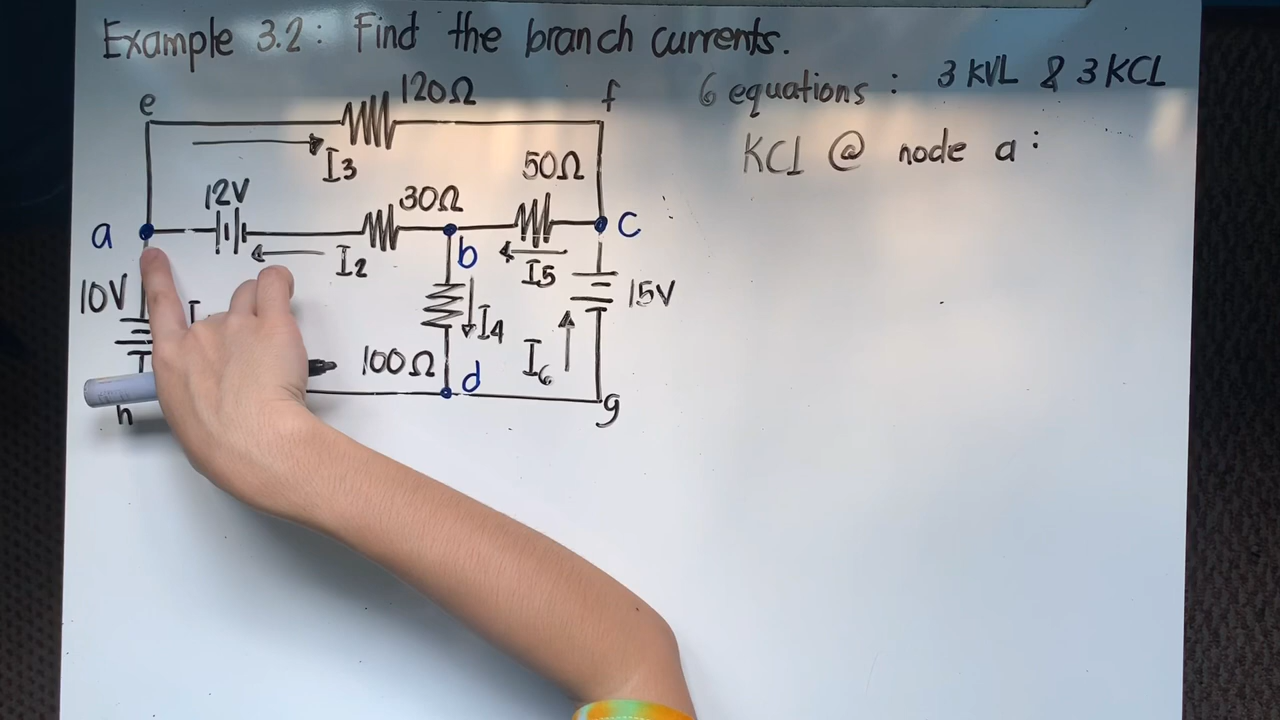 Example 3.2: Find the branch currents.
6 equations : 3 KVL & 3 KCL
KCL @ node a:
e
120Ω
f
I3
50Ω
12V
30Ω
a
b
c
I2
I5
10V
15V
I4
I6
100Ω
d
h
g